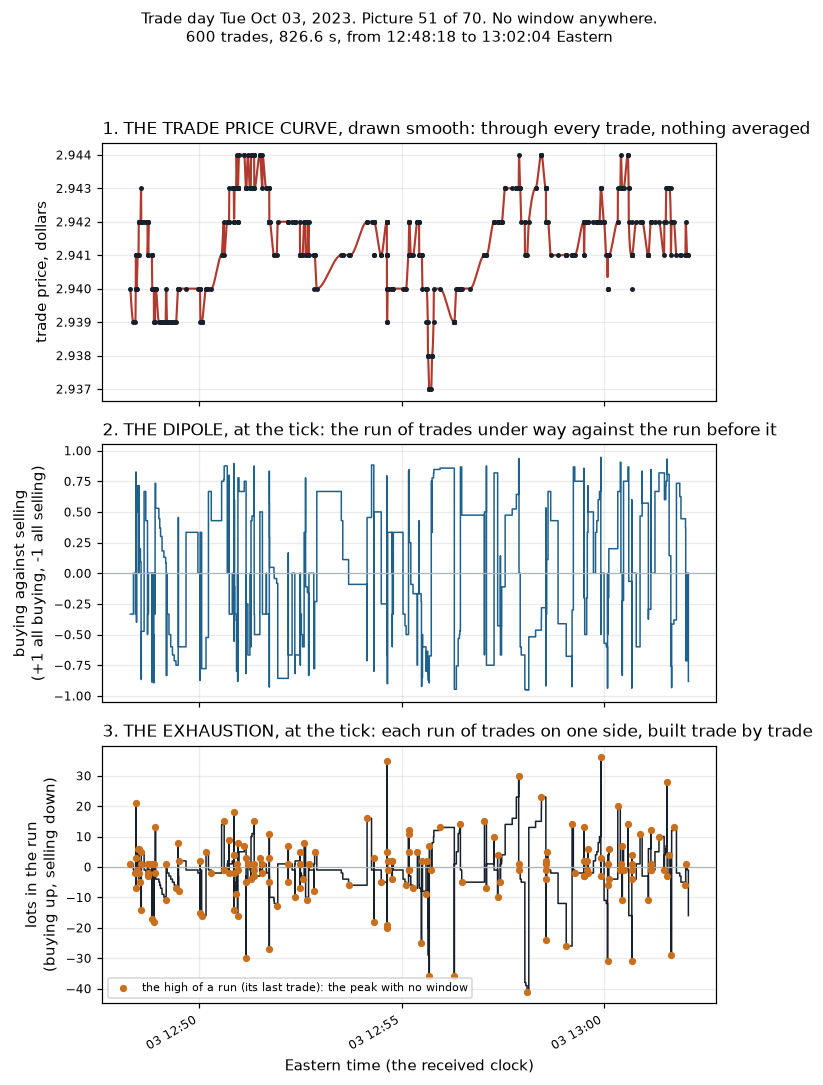 Trade day Tue Oct 03, 2023. Picture 51 of 70. No window anywhere.
600 trades, 826.6 s, from 12:48:18 to 13:02:04 Eastern
1. THE TRADE PRICE CURVE, drawn smooth: through every trade, nothing averaged
trade price, dollars
2.944
2.943
2.942
2.941
2.940
2.939
2.938
2.937
2. THE DIPOLE, at the tick: the run of trades under way against the run before it
buying against selling
(+1 all buying, -1 all selling)
1.00
0.75
0.50
0.25
0.00
−0.25
−0.50
−0.75
−1.00
3. THE EXHAUSTION, at the tick: each run of trades on one side, built trade by trade
lots in the run
(buying up, selling down)
30
20
10
0
−10
−20
−30
−40
the high of a run (its last trade): the peak with no window
03 12:50
03 12:55
03 13:00
Eastern time (the received clock)